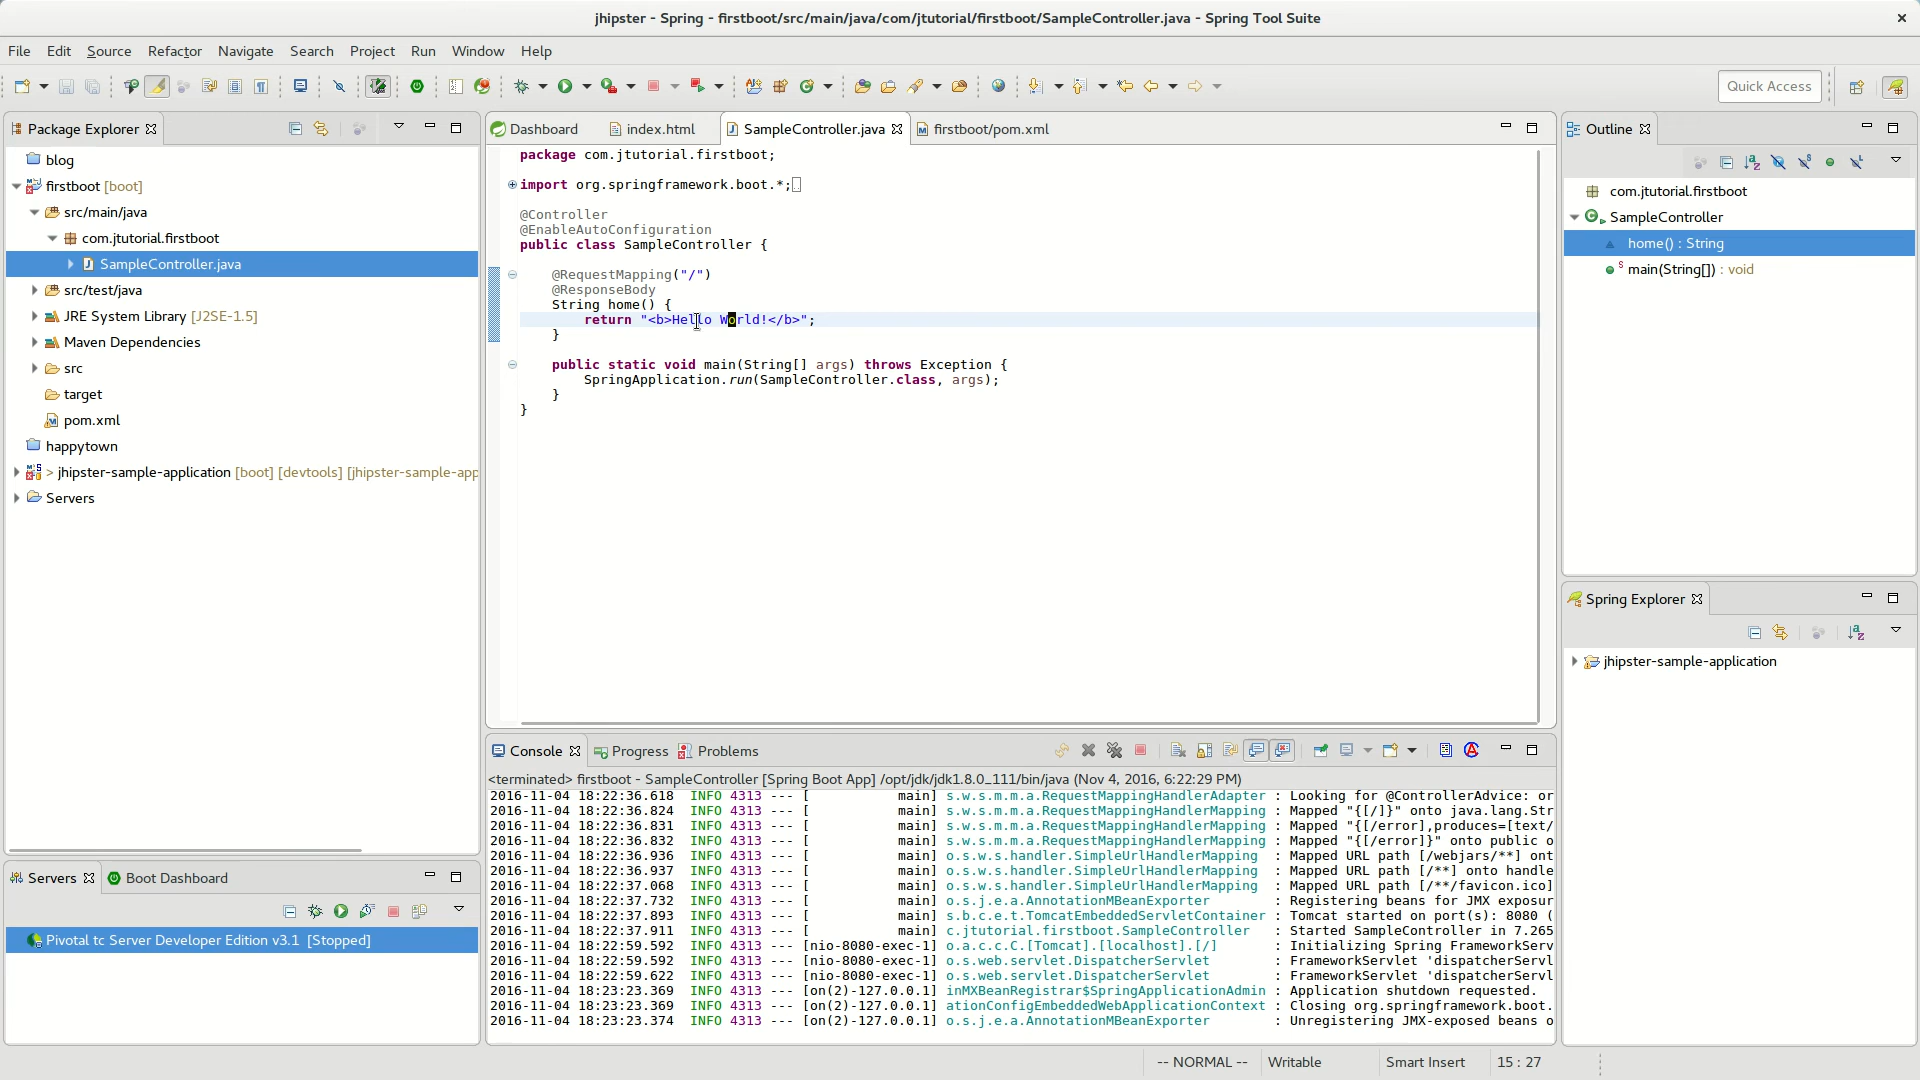 jhipster - Spring - firstboot/src/main/java/com/jtutorial/firstboot/SampleController.java - Spring Tool Suite
File Edit Source Refactor Navigate Search Project Run Window Help
Quick Access
Package Explorer
blog
firstboot [boot]
src/main/java
com.jtutorial.firstboot
SampleController.java
src/test/java
JRE System Library [J2SE-1.5]
Maven Dependencies
src
target
pom.xml
happytown
> jhipster-sample-application [boot] [devtools] [jhipster-sample-app
Servers
Servers Boot Dashboard
Pivotal tc Server Developer Edition v3.1 [Stopped]
Dashboard index.html SampleController.java firstboot/pom.xml
package com.jtutorial.firstboot;
import org.springframework.boot.*;
@Controller
@EnableAutoConfiguration
public class SampleController {
@RequestMapping("/")
@ResponseBody
String home() {
return "<b>Hello World!</b>";
}
public static void main(String[] args) throws Exception {
SpringApplication.run(SampleController.class, args);
}
}
Console Progress Problems
<terminated> firstboot - SampleController [Spring Boot App] /opt/jdk/jdk1.8.0_111/bin/java (Nov 4, 2016, 6:22:29 PM)
2016-11-04 18:22:36.618 INFO 4313 --- [ main] s.w.s.m.m.a.RequestMappingHandlerAdapter : Looking for @ControllerAdvice: or
2016-11-04 18:22:36.824 INFO 4313 --- [ main] s.w.s.m.m.a.RequestMappingHandlerMapping : Mapped "{[/]}" onto java.lang.Str
2016-11-04 18:22:36.831 INFO 4313 --- [ main] s.w.s.m.m.a.RequestMappingHandlerMapping : Mapped "{[/error],produces=[text/
2016-11-04 18:22:36.832 INFO 4313 --- [ main] s.w.s.m.m.a.RequestMappingHandlerMapping : Mapped "{[/error]}" onto public o
2016-11-04 18:22:36.936 INFO 4313 --- [ main] o.s.w.s.handler.SimpleUrlHandlerMapping : Mapped URL path [/webjars/**] ont
2016-11-04 18:22:36.937 INFO 4313 --- [ main] o.s.w.s.handler.SimpleUrlHandlerMapping : Mapped URL path [/**] onto handle
2016-11-04 18:22:37.068 INFO 4313 --- [ main] o.s.w.s.handler.SimpleUrlHandlerMapping : Mapped URL path [/**/favicon.ico]
2016-11-04 18:22:37.732 INFO 4313 --- [ main] o.s.j.e.a.AnnotationMBeanExporter : Registering beans for JMX exposur
2016-11-04 18:22:37.893 INFO 4313 --- [ main] s.b.c.e.t.TomcatEmbeddedServletContainer : Tomcat started on port(s): 8080 (
2016-11-04 18:22:37.911 INFO 4313 --- [ main] c.jtutorial.firstboot.SampleController : Started SampleController in 7.265
2016-11-04 18:22:59.592 INFO 4313 --- [nio-8080-exec-1] o.a.c.c.C.[Tomcat].[localhost].[/] : Initializing Spring FrameworkServ
2016-11-04 18:22:59.592 INFO 4313 --- [nio-8080-exec-1] o.s.web.servlet.DispatcherServlet : FrameworkServlet 'dispatcherServl
2016-11-04 18:22:59.622 INFO 4313 --- [nio-8080-exec-1] o.s.web.servlet.DispatcherServlet : FrameworkServlet 'dispatcherServl
2016-11-04 18:23:23.369 INFO 4313 --- [on(2)-127.0.0.1] inMXBeanRegistrar$SpringApplicationAdmin : Application shutdown requested.
2016-11-04 18:23:23.369 INFO 4313 --- [on(2)-127.0.0.1] ationConfigEmbeddedWebApplicationContext : Closing org.springframework.boot.
2016-11-04 18:23:23.374 INFO 4313 --- [on(2)-127.0.0.1] o.s.j.e.a.AnnotationMBeanExporter : Unregistering JMX-exposed beans o
Outline
com.jtutorial.firstboot
SampleController
home() : String
main(String[]) : void
Spring Explorer
jhipster-sample-application
-- NORMAL -- Writable Smart Insert 15 : 27